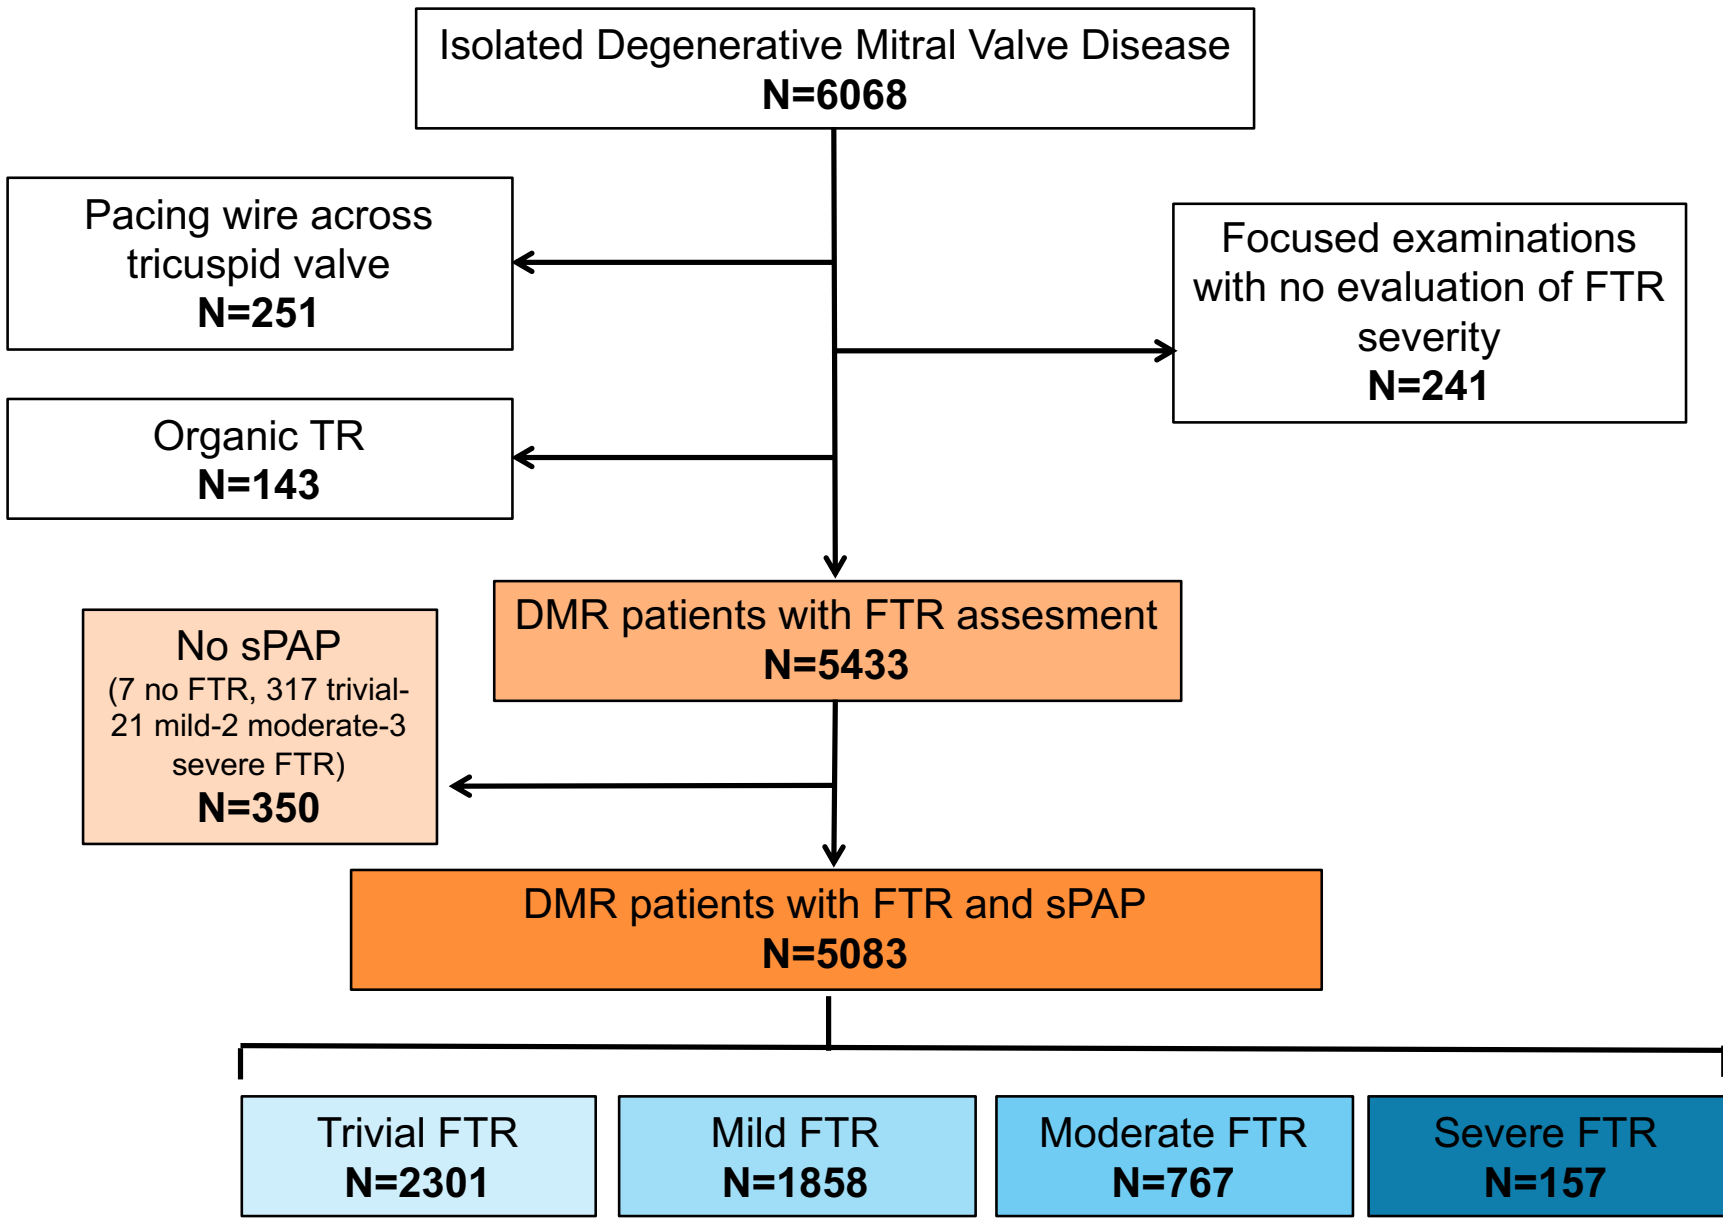 Isolated Degenerative Mitral Valve Disease
N=6068
Pacing wire across
tricuspid valve
N=251
Focused examinations
with no evaluation of FTR
severity
N=241
Organic TR
N=143
DMR patients with FTR assesment
N=5433
No sPAP
(7 no FTR, 317 trivial-
21 mild-2 moderate-3
severe FTR)
N=350
DMR patients with FTR and sPAP
N=5083
Trivial FTR
N=2301
Mild FTR
N=1858
Moderate FTR
N=767
Severe FTR
N=157